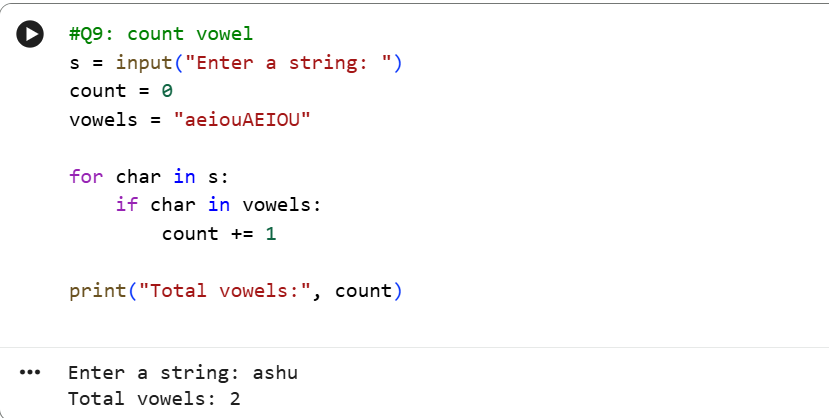 #Q9: count vowel
s = input("Enter a string: ")
count = 0
vowels = "aeiouAEIOU"

for char in s:
    if char in vowels:
        count += 1

print("Total vowels:", count)

Enter a string: ashu
Total vowels: 2